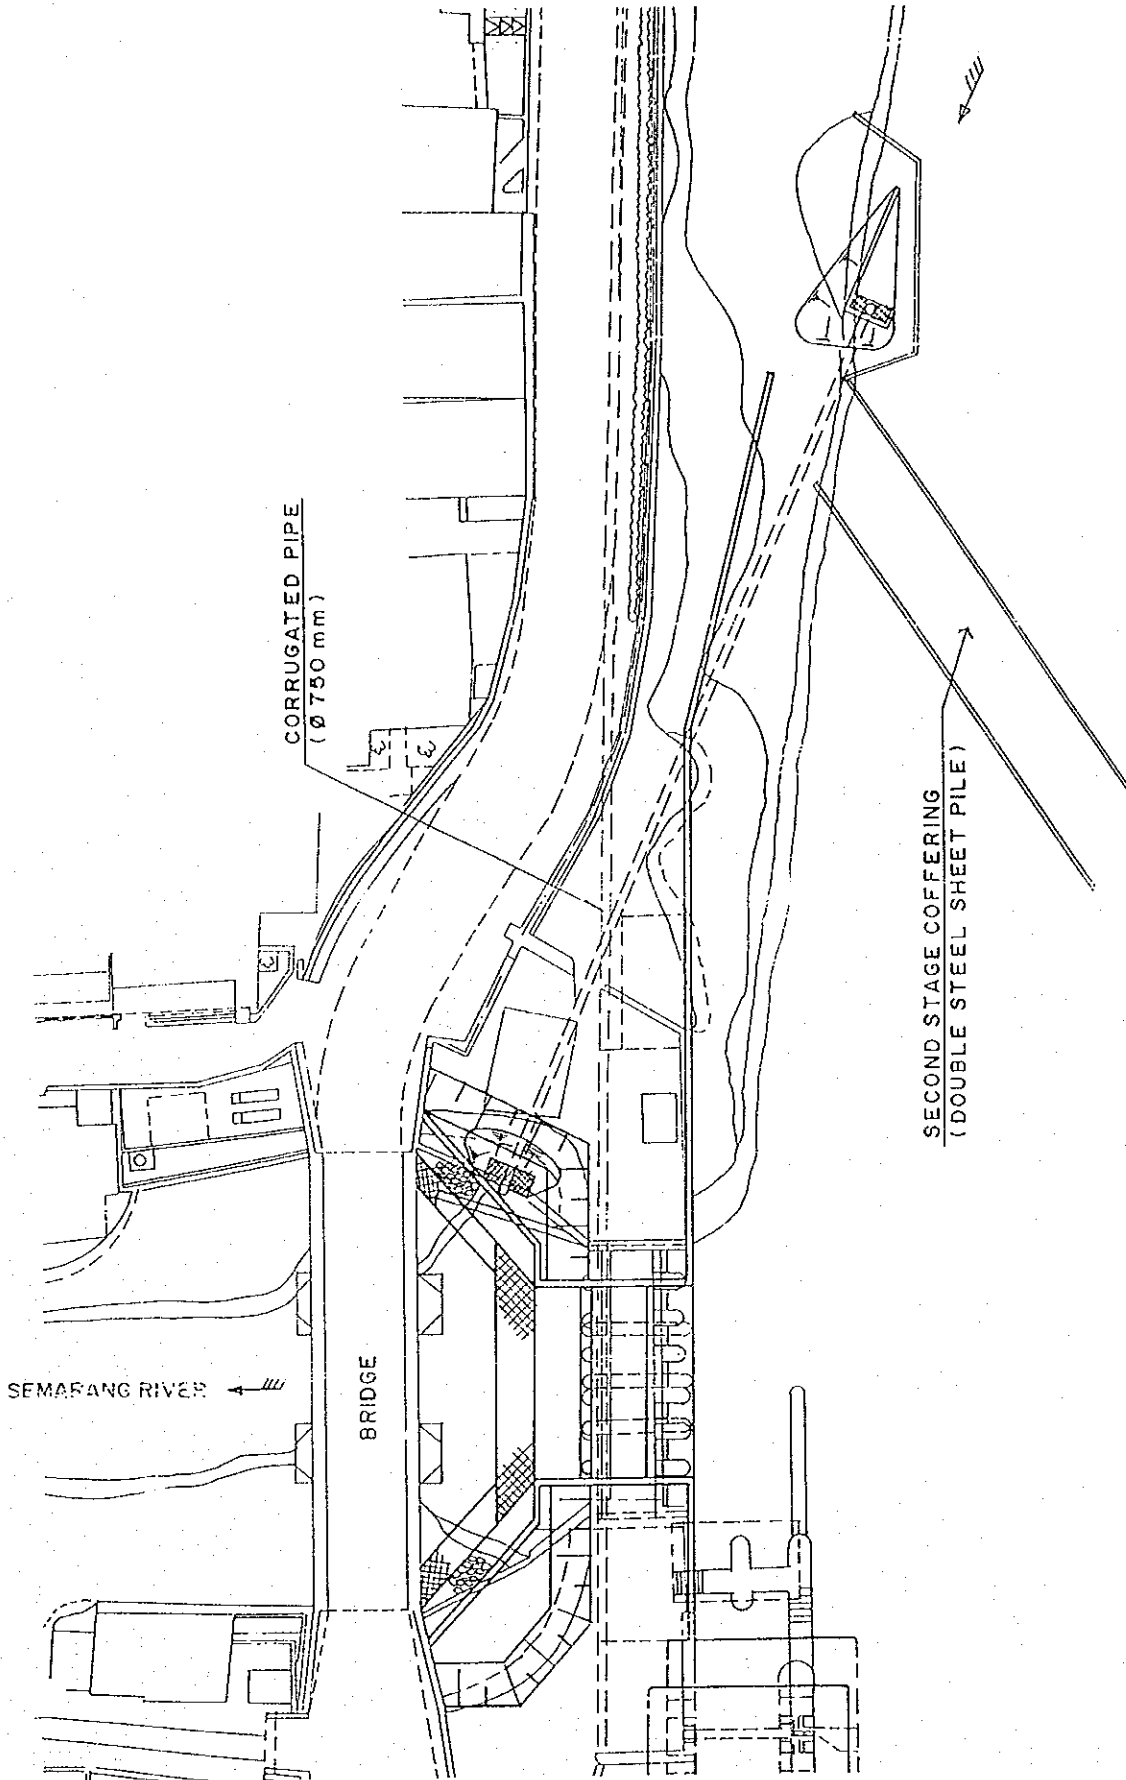 CORRUGATED PIPE
(Ø 750 mm)
SECOND STAGE COFFERING
(DOUBLE STEEL SHEET PILE)
SEMARANG RIVER
BRIDGE